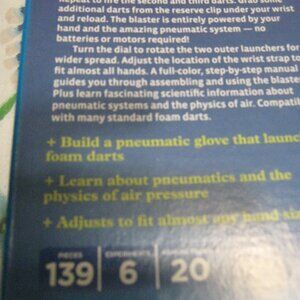 Repeat to fire the second and third darts. Grab some
additional darts from the reserve clip under your wrist
and reload. The blaster is entirely powered by your
hand and the amazing pneumatic system — no
batteries or motors required!
Turn the dial to rotate the two outer launchers for
wider spread. Adjust the location of the wrist strap to
fit almost all hands. A full-color, step-by-step manual
guides you through assembling and using the blaster.
Plus learn fascinating scientific information about
pneumatic systems and the physics of air. Compatib
with many standard foam darts.
+ Build a pneumatic glove that launc
foam darts
+ Learn about pneumatics and the
physics of air pressure
+ Adjusts to fit almost any hand size
PIECES
139
EXPERIMENTS
6
20